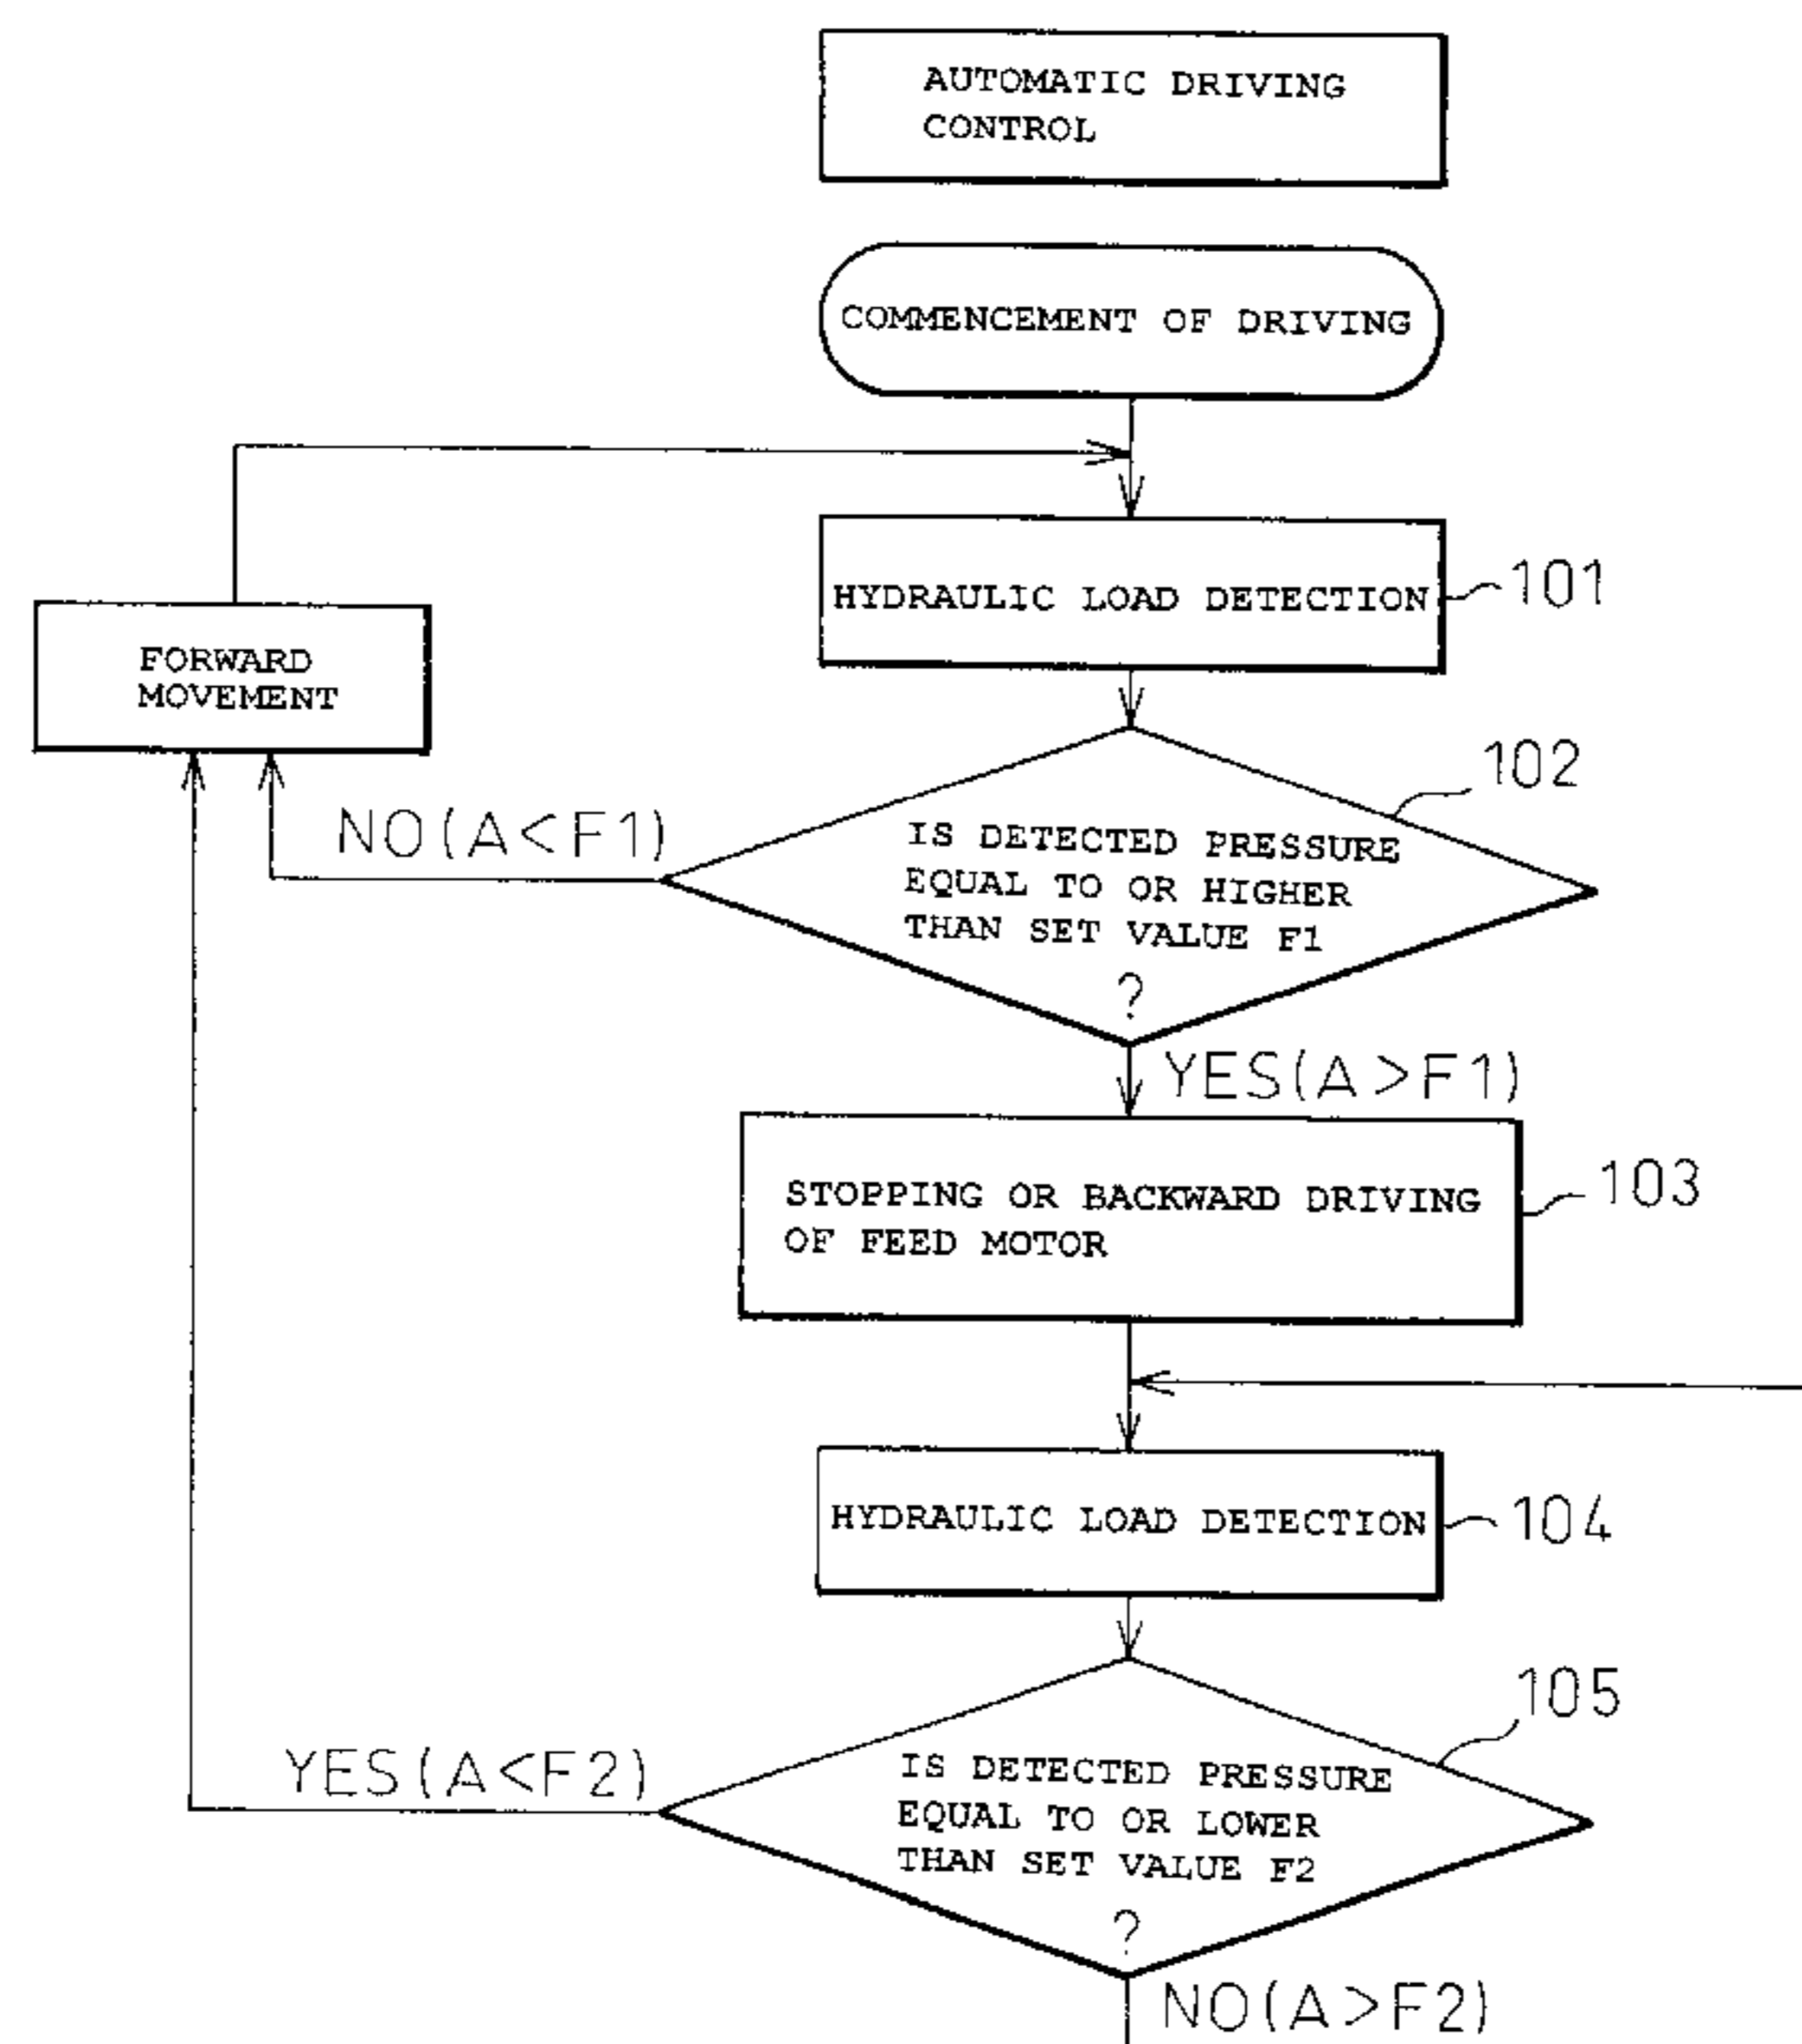 AUTOMATIC DRIVING
CONTROL
COMMENCEMENT OF DRIVING
HYDRAULIC LOAD DETECTION
101
FORWARD
MOVEMENT
102
NO(A<F1)
IS DETECTED PRESSURE
EQUAL TO OR HIGHER
THAN SET VALUE F1
?
YES(A>F1)
STOPPING OR BACKWARD DRIVING
OF FEED MOTOR
103
HYDRAULIC LOAD DETECTION
104
105
YES(A<F2)
IS DETECTED PRESSURE
EQUAL TO OR LOWER
THAN SET VALUE F2
?
NO(A>F2)